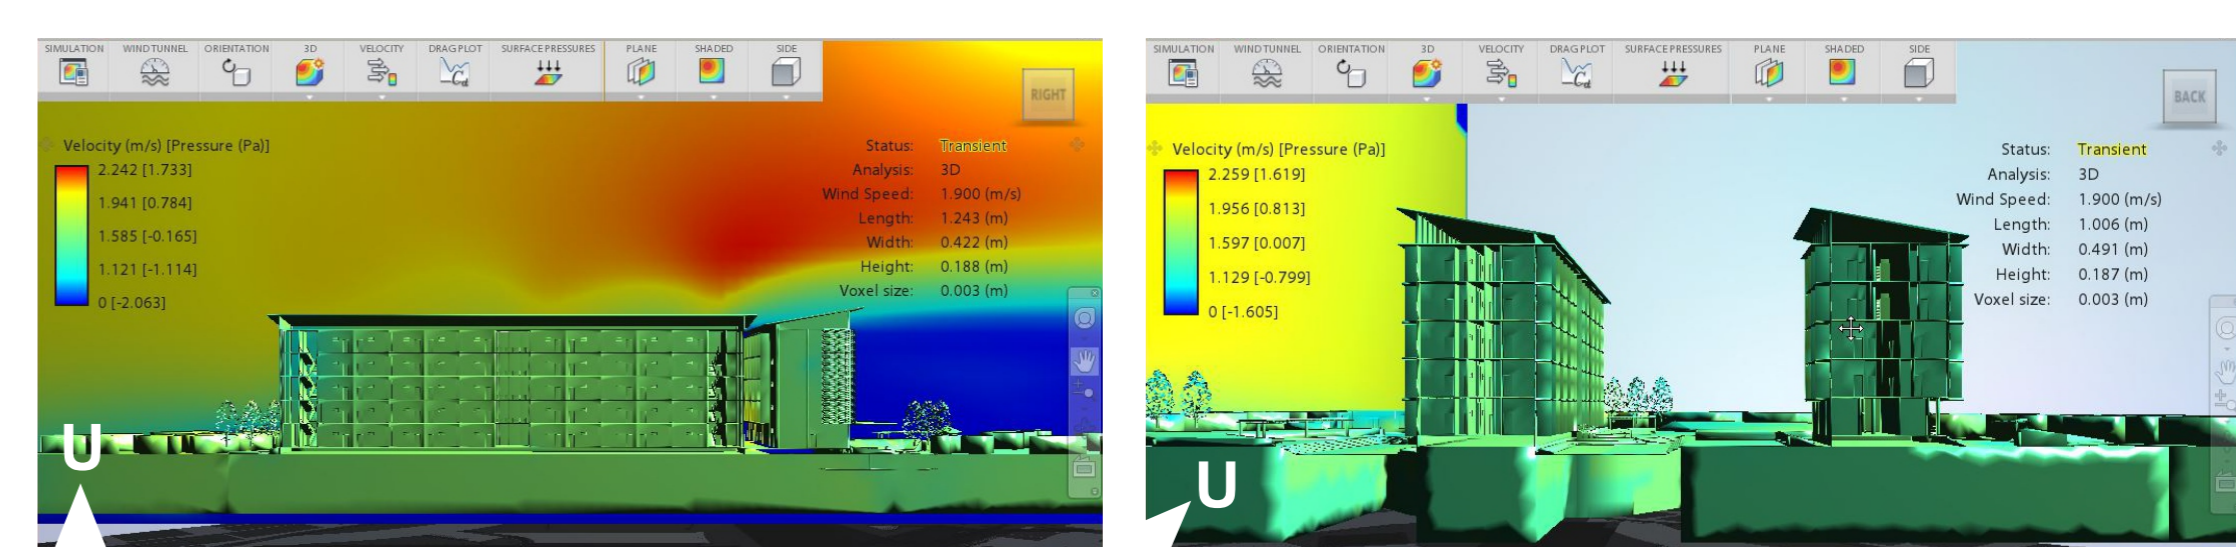 SIMULATION WIND TUNNEL ORIENTATION 3D VELOCITY DRAG PLOT SURFACE PRESSURES PLANE SHADED SIDE
Cd
RIGHT
Velocity (m/s) [Pressure (Pa)]
2.242 [1.733]
1.941 [0.784]
1.585 [-0.165]
1.121 [-1.114]
0 [-2.063]
Status: Transient
Analysis: 3D
Wind Speed: 1.900 (m/s)
Length: 1.243 (m)
Width: 0.422 (m)
Height: 0.188 (m)
Voxel size: 0.003 (m)
U
SIMULATION WIND TUNNEL ORIENTATION 3D VELOCITY DRAG PLOT SURFACE PRESSURES PLANE SHADED SIDE
Cd
BACK
Velocity (m/s) [Pressure (Pa)]
2.259 [1.619]
1.956 [0.813]
1.597 [0.007]
1.129 [-0.799]
0 [-1.605]
Status: Transient
Analysis: 3D
Wind Speed: 1.900 (m/s)
Length: 1.006 (m)
Width: 0.491 (m)
Height: 0.187 (m)
Voxel size: 0.003 (m)
U